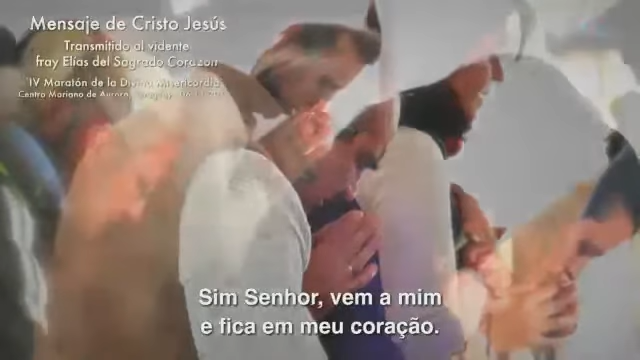 Mensaje de Cristo Jesús
Transmitido al vidente
fray Elías del Sagrado Corazón
IV Maratón de la Divina Misericordia
Centro Mariano de Aurora,
Sim Senhor, vem a mim
e fica em meu coração.